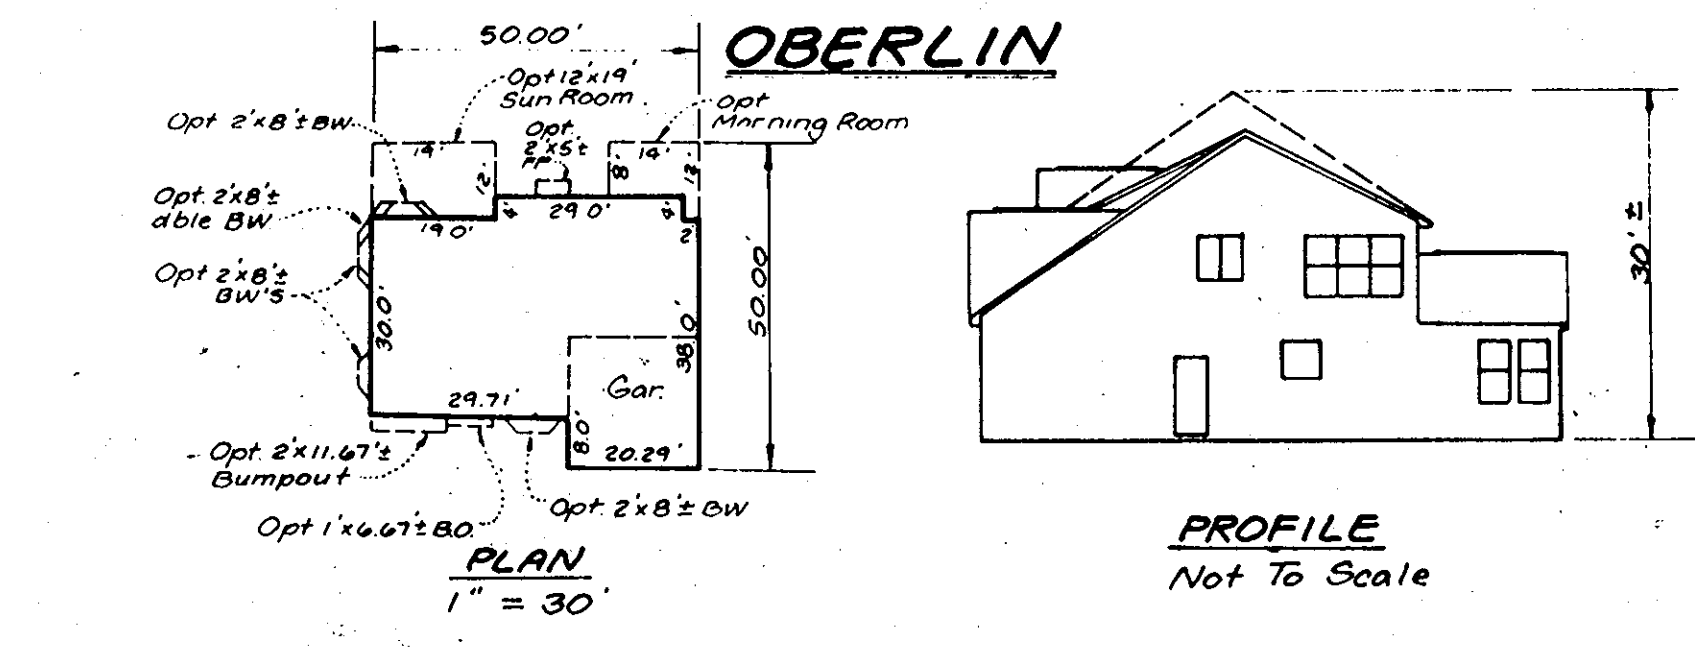 OBERLIN
50.00'
Opt 12'x19'
Sun Room
Opt 2'x8'± BW
Opt.
2'x5'±
FP
Opt
Morning Room
14'
12'
8'
14'
12'
Opt. 2'x8'±
able BW
19.0'
4'
29.0'
4'
2'
Opt 2'x8'±
BW'S
30.0'
38.0'
50.00'
Gar.
29.71'
8.0'
20.29'
Opt. 2'x11.67'±
Bumpout
Opt 1'x6.67'± B.O.
Opt. 2'x8'± BW
PLAN
1" = 30'
30' ±
PROFILE
Not To Scale